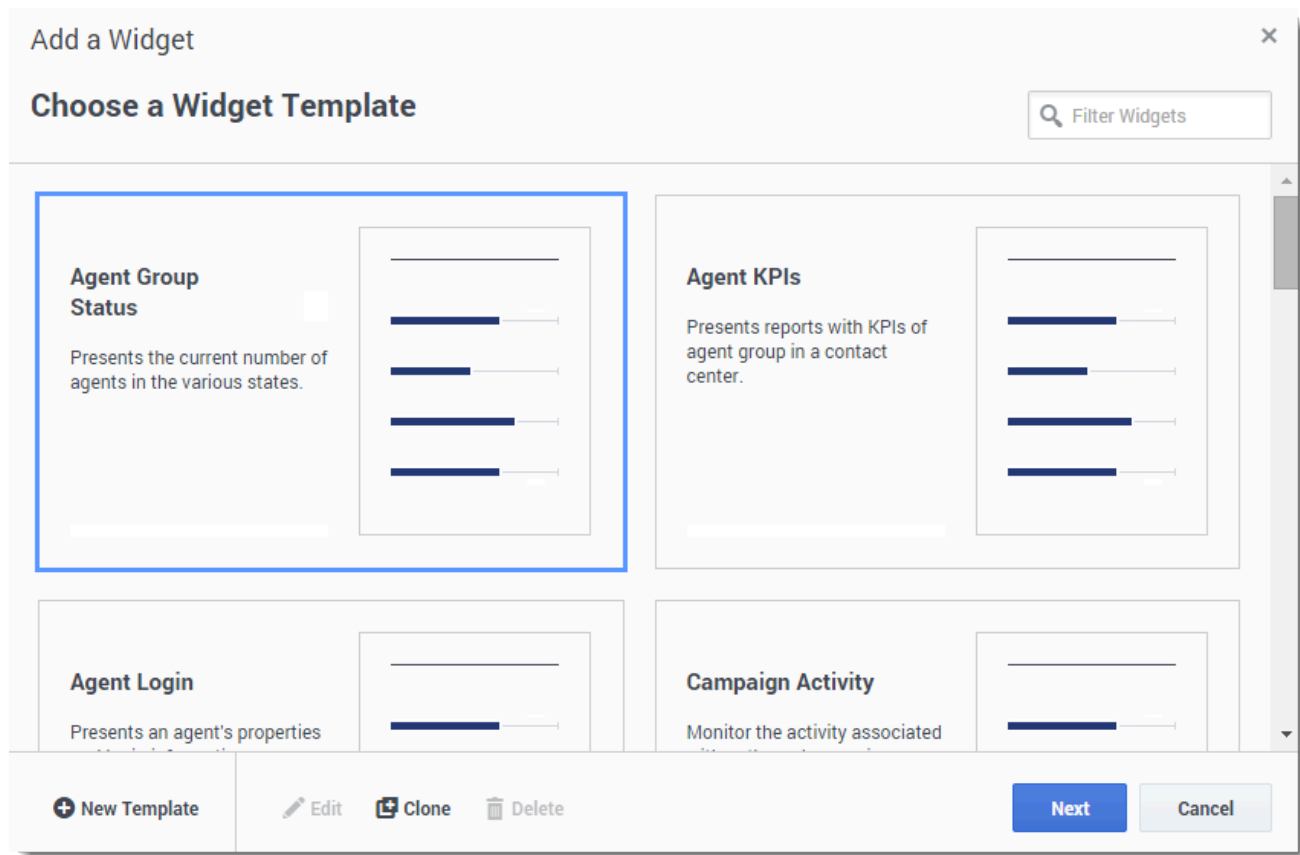 Add a Widget
Choose a Widget Template
Filter Widgets
Agent Group
Status
Presents the current number of
agents in the various states.
Agent KPIs
Presents reports with KPIs of
agent group in a contact
center.
Agent Login
Presents an agent's properties
Campaign Activity
Monitor the activity associated
New Template
Edit
Clone
Delete
Next
Cancel